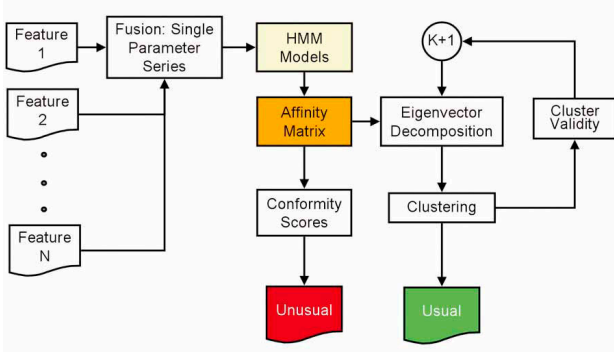 Feature
1
Fusion: Single
Parameter
Series
HMM
Models
K+1
Feature
2
Affinity
Matrix
Eigenvector
Decomposition
Cluster
Validity
Conformity
Scores
Clustering
Feature
N
Unusual
Usual